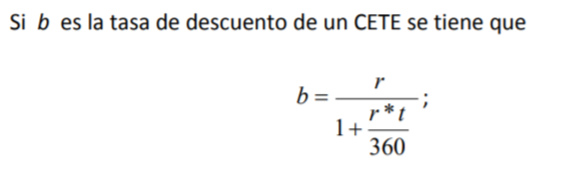 Si b es la tasa de descuento de un CETE se tiene que
b = r / (1 + (r * t) / 360) ;